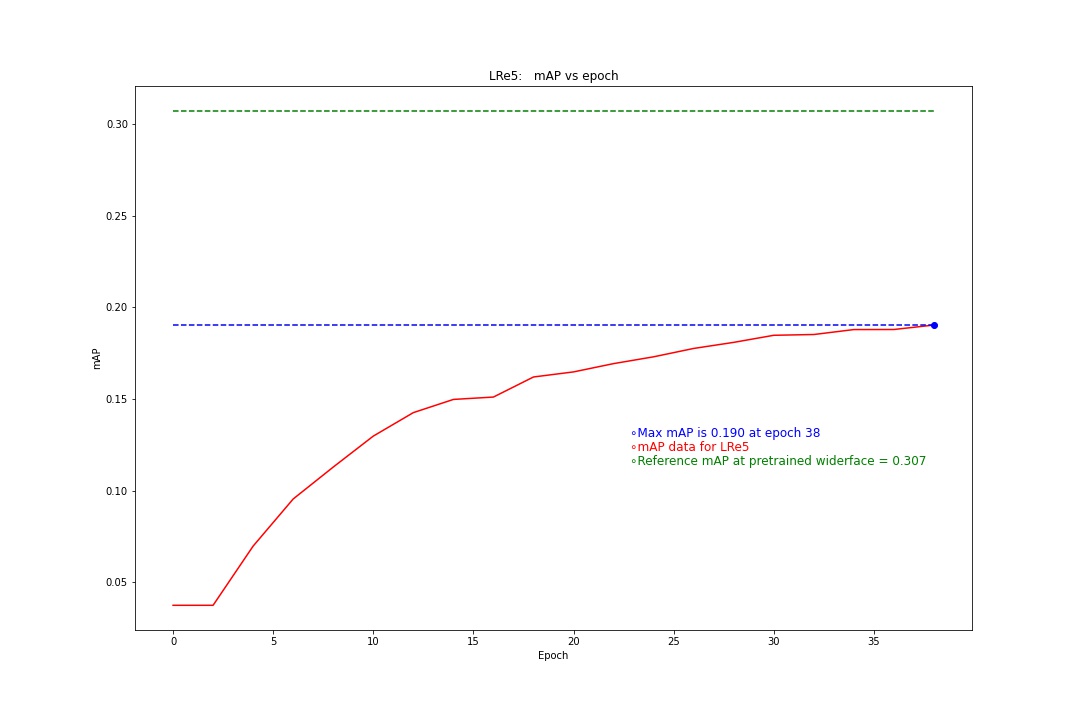 LRe5:   mAP vs epoch
0.30
0.25
0.20
0.15
0.10
0.05
mAP
∘Max mAP is 0.190 at epoch 38
∘mAP data for LRe5
∘Reference mAP at pretrained widerface = 0.307
0 5 10 15 20 25 30 35
Epoch